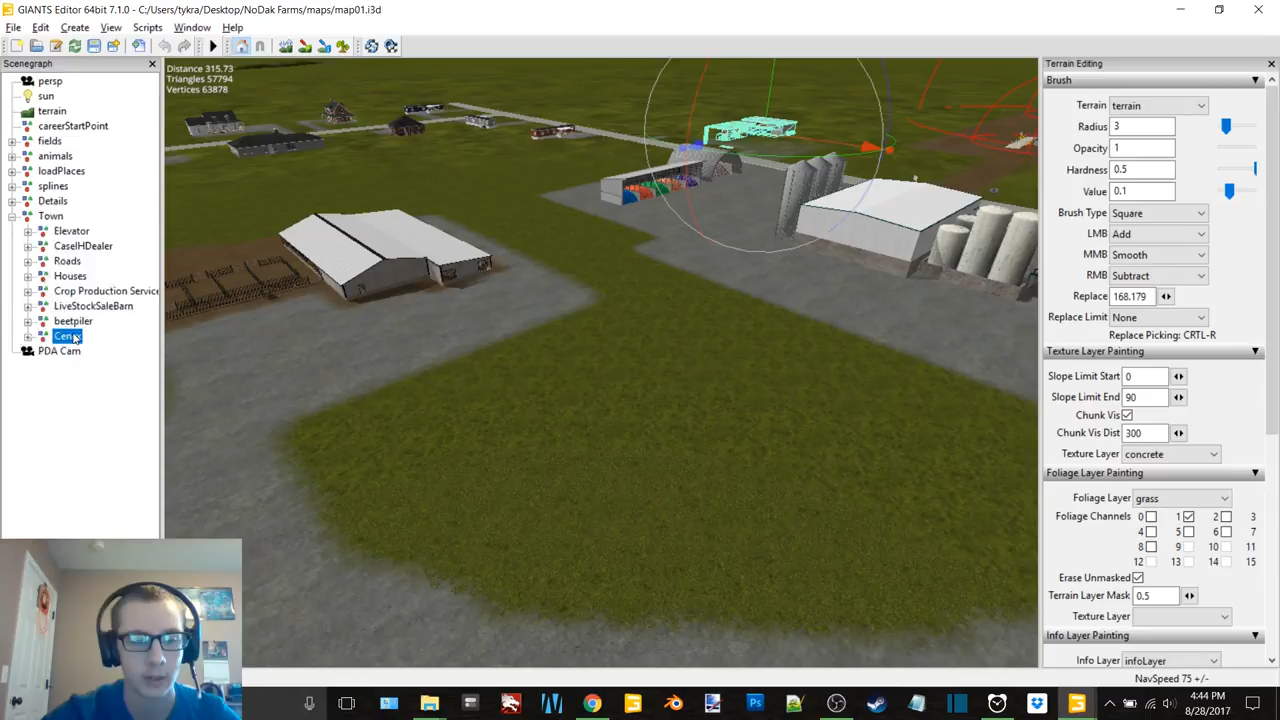 GIANTS Editor 64bit 7.1.0 - C:/Users/tykra/Desktop/NoDak Farms/maps/map01.i3d
File Edit Create View Scripts Window Help
Scenegraph
persp
sun
terrain
careerStartPoint
fields
animals
loadPlaces
splines
Details
Town
Elevator
CaseIHDealer
Roads
Houses
Crop Production Service
LiveStockSaleBarn
beetpiler
PDA Cam
Distance 315.73
Triangles 57794
Vertices 63878
Terrain Editing
Brush
Terrain terrain
Radius 3
Opacity 1
Hardness 0.5
Value 0.1
Brush Type Square
LMB Add
MMB Smooth
RMB Subtract
Replace 168.179
Replace Limit None
Replace Picking: CRTL-R
Texture Layer Painting
Slope Limit Start 0
Slope Limit End 90
Chunk Vis
Chunk Vis Dist 300
Texture Layer concrete
Foliage Layer Painting
Foliage Layer grass
Foliage Channels 0 1 2 3
4 5 6 7
8 9 10 11
12 13 14 15
Erase Unmasked
Terrain Layer Mask 0.5
Texture Layer
Info Layer Painting
Info Layer infoLayer
NavSpeed 75 +/-
4:44 PM
8/28/2017